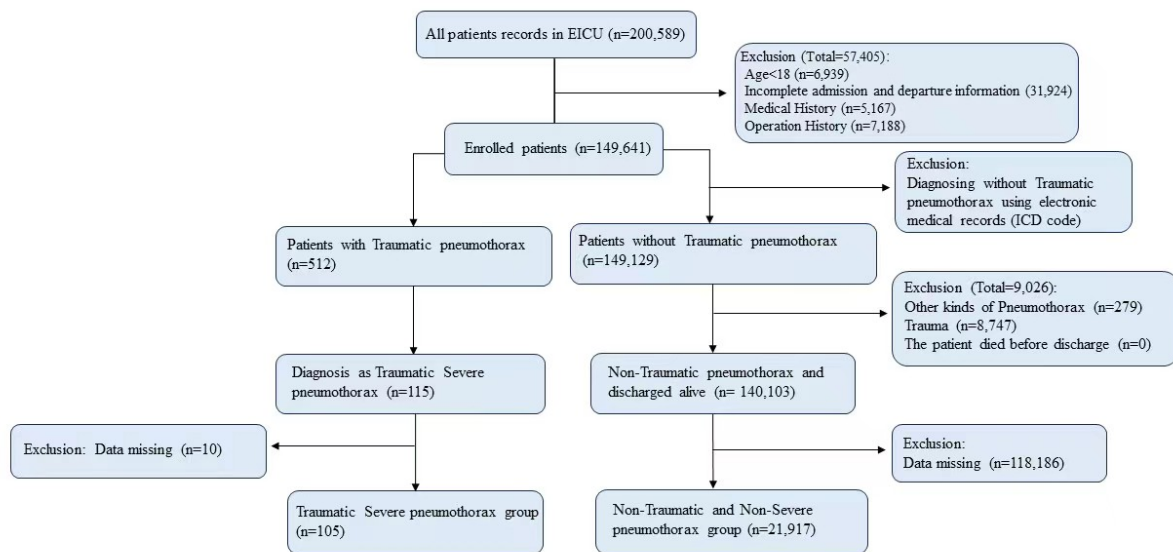 All patients records in EICU (n=200,589)
Exclusion (Total=57,405):
Age<18 (n=6,939)
Incomplete admission and departure information (31,924)
Medical History (n=5,167)
Operation History (n=7,188)
Enrolled patients (n=149,641)
Exclusion:
Diagnosing without Traumatic
pneumothorax using electronic
medical records (ICD code)
Patients with Traumatic pneumothorax
(n=512)
Patients without Traumatic pneumothorax
(n=149,129)
Exclusion (Total=9,026):
Other kinds of Pneumothorax (n=279)
Trauma (n=8,747)
The patient died before discharge (n=0)
Diagnosis as Traumatic Severe
pneumothorax (n=115)
Non-Traumatic pneumothorax and
discharged alive (n= 140,103)
Exclusion: Data missing (n=10)
Exclusion:
Data missing (n=118,186)
Traumatic Severe pneumothorax group
(n=105)
Non-Traumatic and Non-Severe
pneumothorax group (n=21,917)